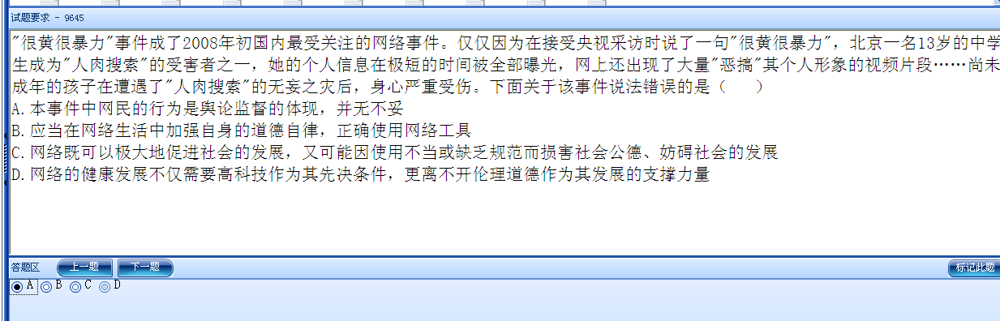 试题要求 - 9645
"很黄很暴力"事件成了2008年初国内最受关注的网络事件。仅仅因为在接受央视采访时说了一句"很黄很暴力"，北京一名13岁的中学
生成为"人肉搜索"的受害者之一，她的个人信息在极短的时间被全部曝光，网上还出现了大量"恶搞"其个人形象的视频片段……尚未
成年的孩子在遭遇了"人肉搜索"的无妄之灾后，身心严重受伤。下面关于该事件说法错误的是（　　）
A. 本事件中网民的行为是舆论监督的体现，并无不妥
B. 应当在网络生活中加强自身的道德自律，正确使用网络工具
C. 网络既可以极大地促进社会的发展，又可能因使用不当或缺乏规范而损害社会公德、妨碍社会的发展
D. 网络的健康发展不仅需要高科技作为其先决条件，更离不开伦理道德作为其发展的支撑力量
答题区 上一题 下一题 标记此题
A B C D